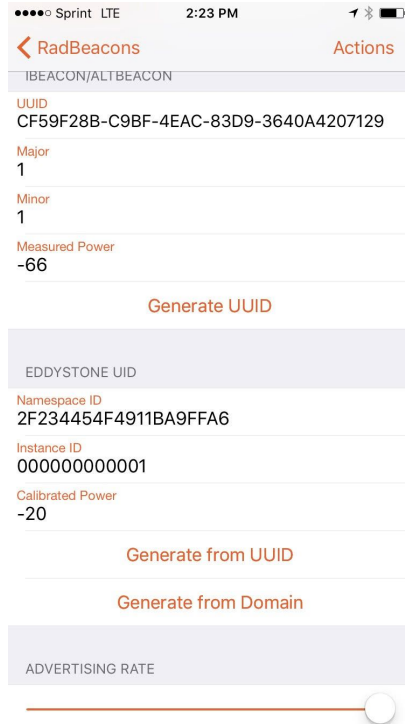 Sprint LTE 2:23 PM
RadBeacons Actions
IBEACON/ALTBEACON
UUID
CF59F28B-C9BF-4EAC-83D9-3640A4207129
Major
1
Minor
1
Measured Power
-66
Generate UUID
EDDYSTONE UID
Namespace ID
2F234454F4911BA9FFA6
Instance ID
000000000001
Calibrated Power
-20
Generate from UUID
Generate from Domain
ADVERTISING RATE